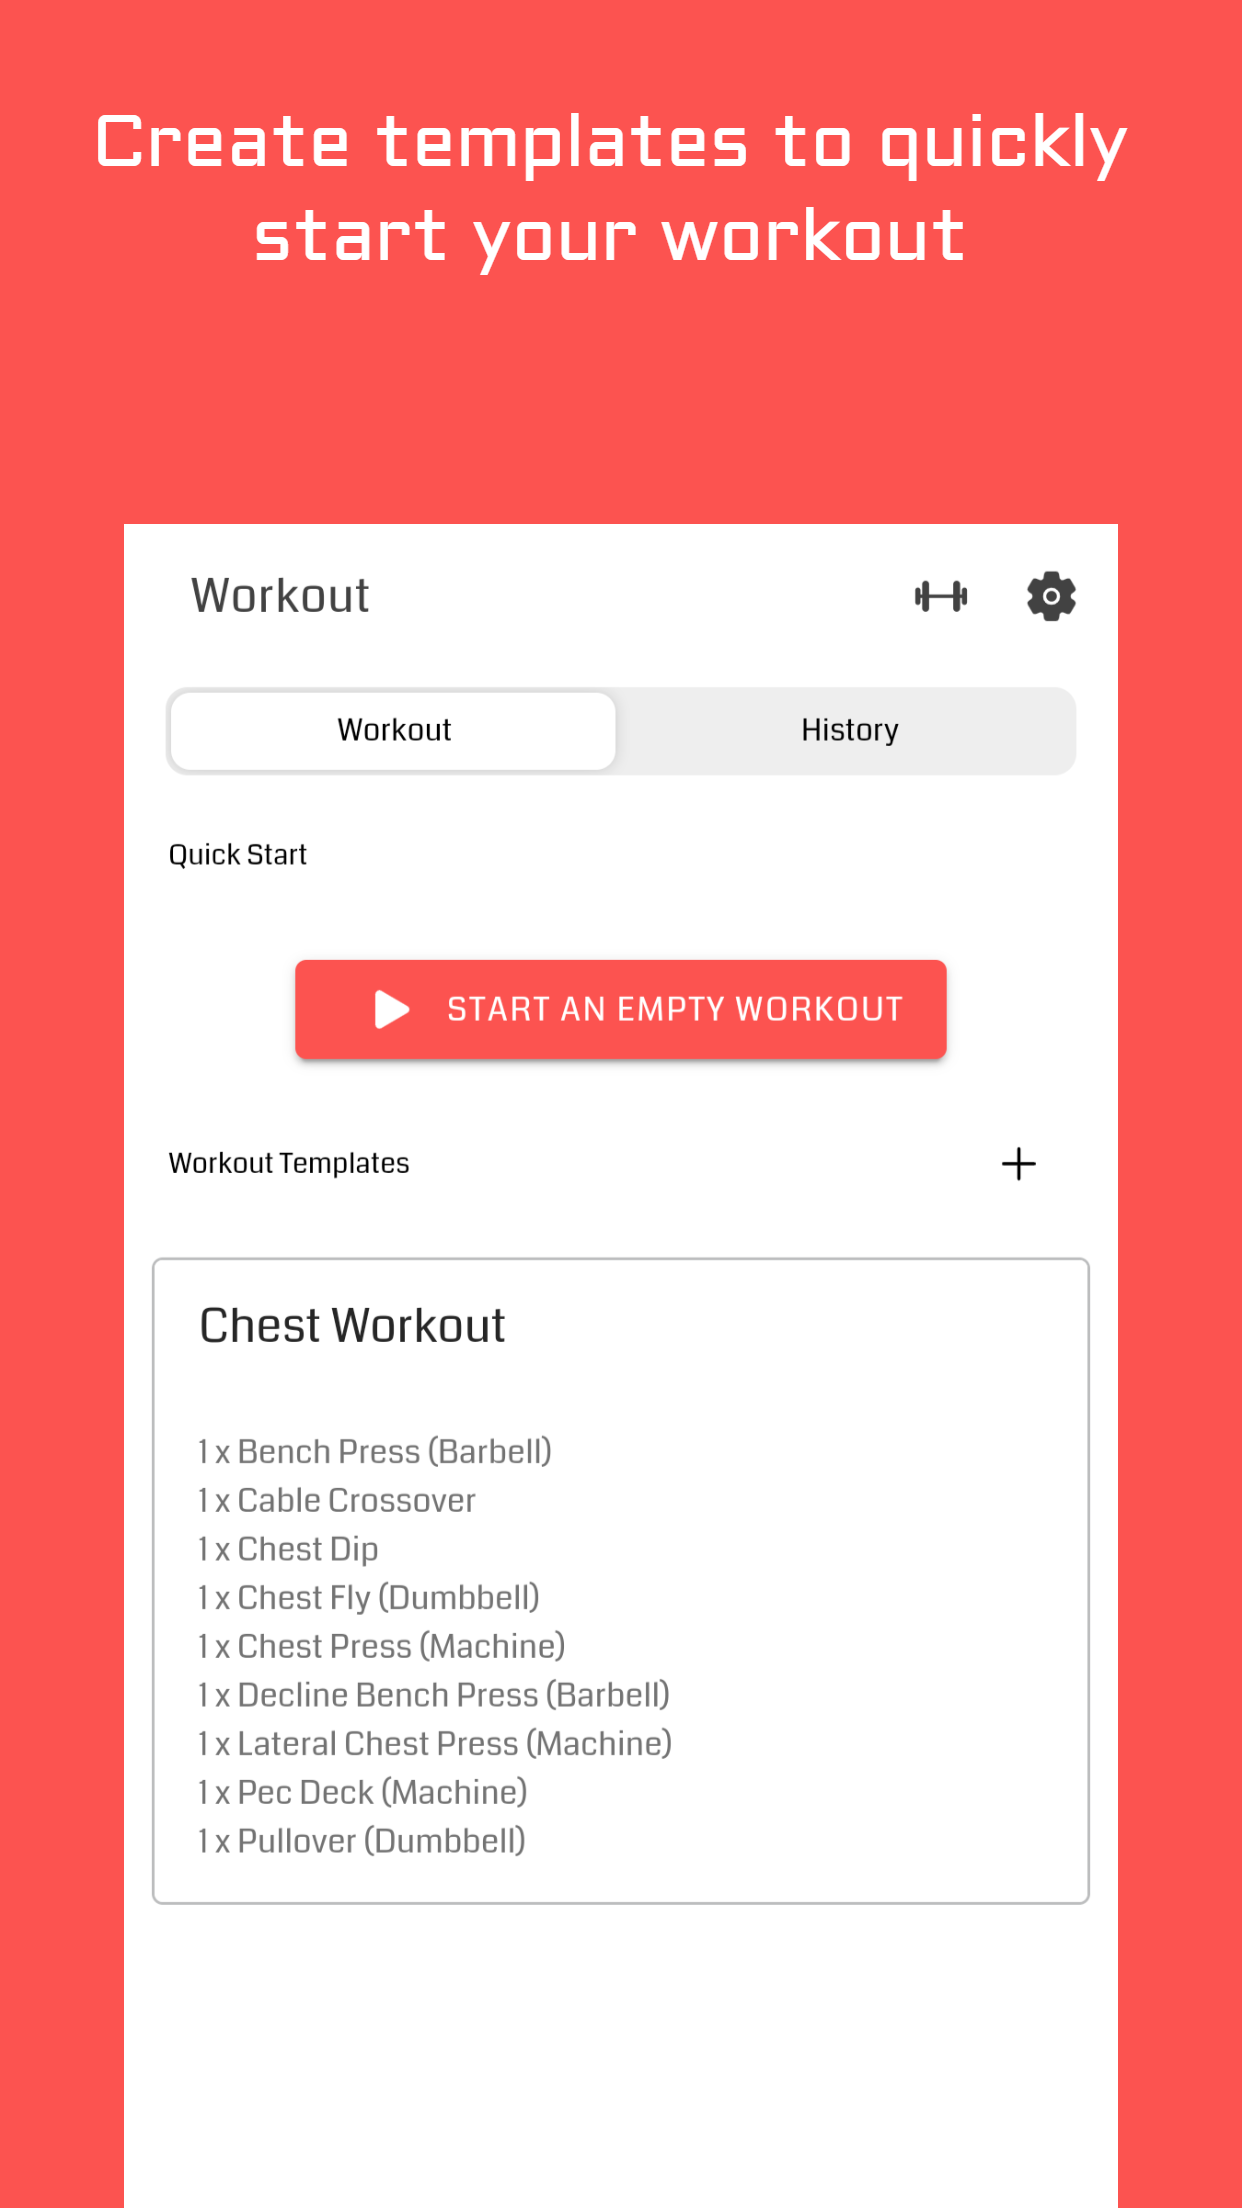 Create templates to quickly
start your workout
Workout
Workout
History
Quick Start
START AN EMPTY WORKOUT
Workout Templates
Chest Workout
1 x Bench Press (Barbell)
1 x Cable Crossover
1 x Chest Dip
1 x Chest Fly (Dumbbell)
1 x Chest Press (Machine)
1 x Decline Bench Press (Barbell)
1 x Lateral Chest Press (Machine)
1 x Pec Deck (Machine)
1 x Pullover (Dumbbell)